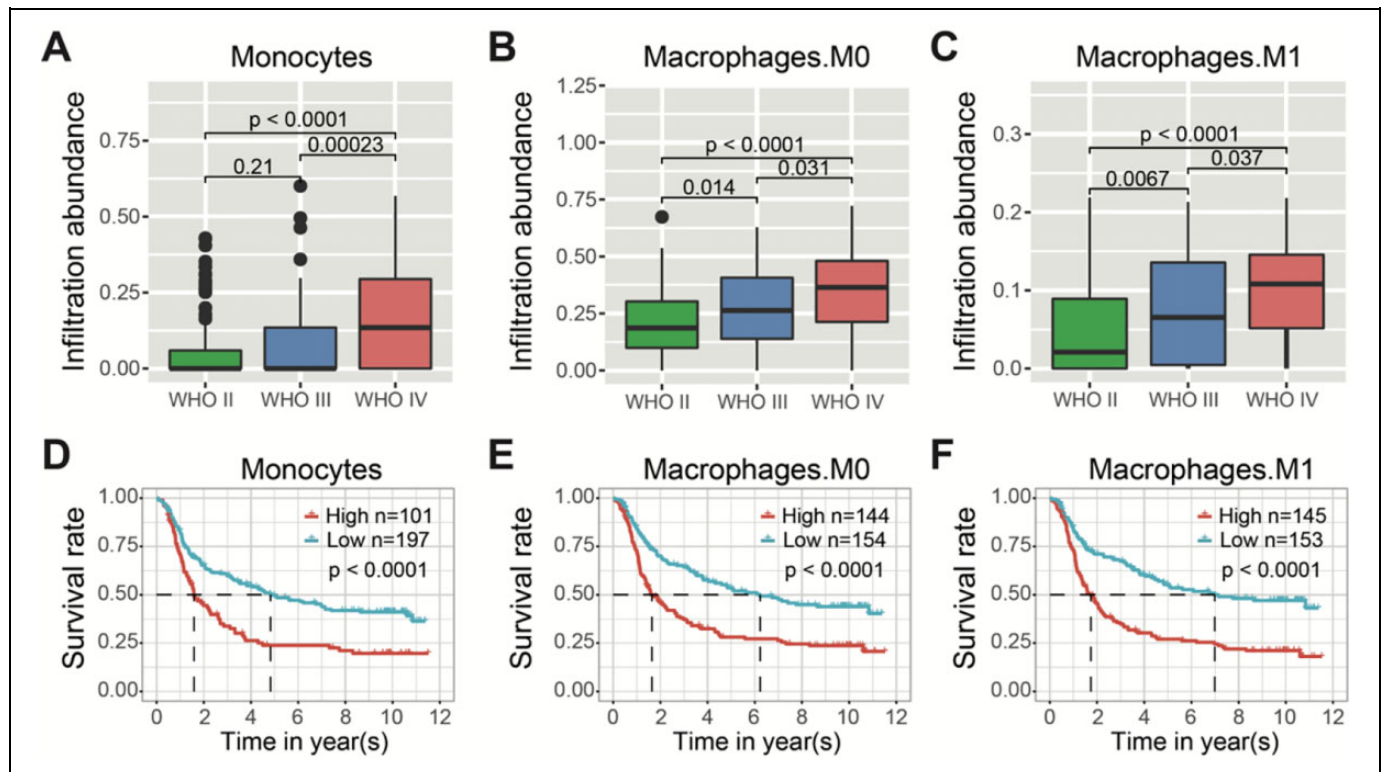 A
Monocytes
Infiltration abundance
0.75
0.50
0.25
0.00
p < 0.0001
0.00023
0.21
WHO II WHO III WHO IV
B
Macrophages.M0
Infiltration abundance
1.25
1.00
0.75
0.50
0.25
0.00
p < 0.0001
0.031
0.014
WHO II WHO III WHO IV
C
Macrophages.M1
Infiltration abundance
0.3
0.2
0.1
0.0
p < 0.0001
0.037
0.0067
WHO II WHO III WHO IV
D
Monocytes
Survival rate
1.00
0.75
0.50
0.25
0.00
High n=101
Low n=197
p < 0.0001
0 2 4 6 8 10 12
Time in year(s)
E
Macrophages.M0
Survival rate
1.00
0.75
0.50
0.25
0.00
High n=144
Low n=154
p < 0.0001
0 2 4 6 8 10 12
Time in year(s)
F
Macrophages.M1
Survival rate
1.00
0.75
0.50
0.25
0.00
High n=145
Low n=153
p < 0.0001
0 2 4 6 8 10 12
Time in year(s)